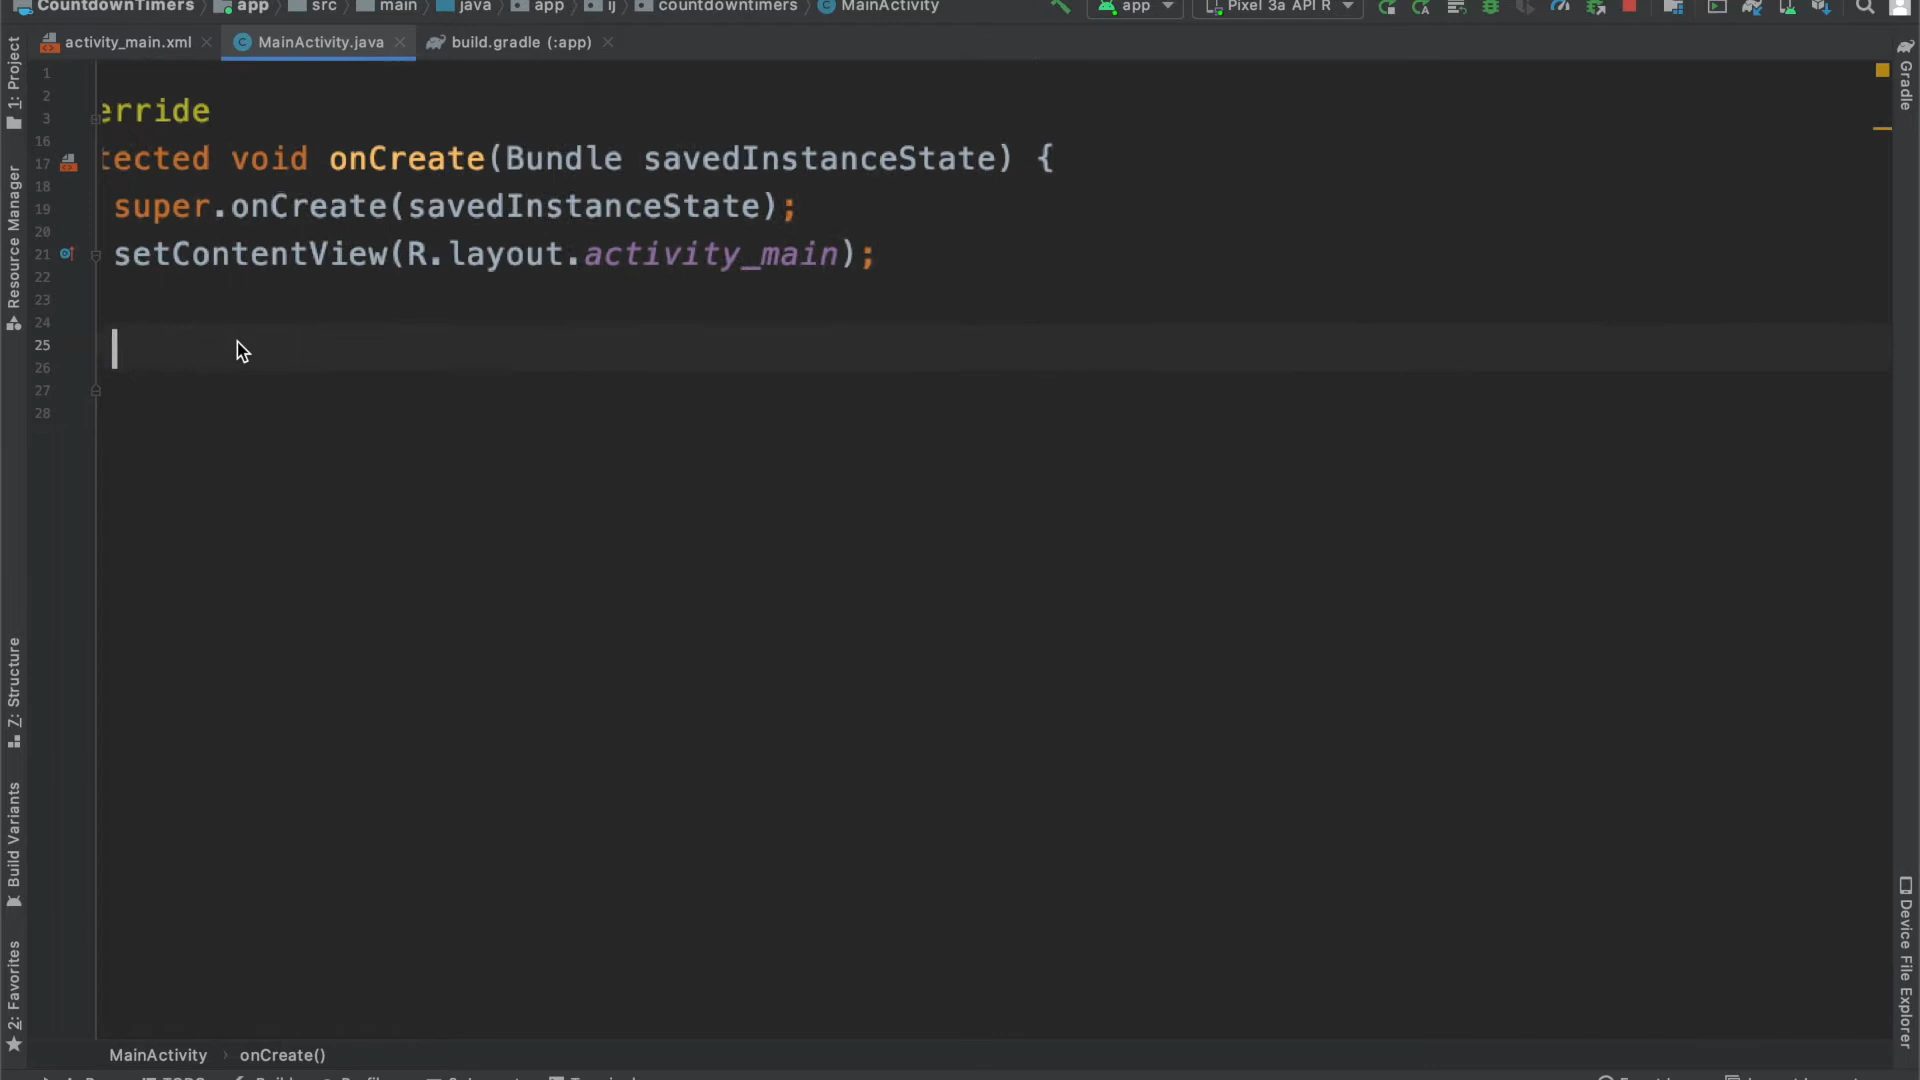 CountdownTimers app src main java app ij countdowntimers MainActivity app Pixel 3a API R
activity_main.xml MainActivity.java build.gradle (:app)
1: Project
Resource Manager
Z: Structure
Build Variants
2: Favorites
1
2
3
16
17
18
19
20
21
22
23
24
25
26
27
28
erride
tected void onCreate(Bundle savedInstanceState) {
super.onCreate(savedInstanceState);
setContentView(R.layout.activity_main);
Gradle
Device File Explorer
MainActivity › onCreate()